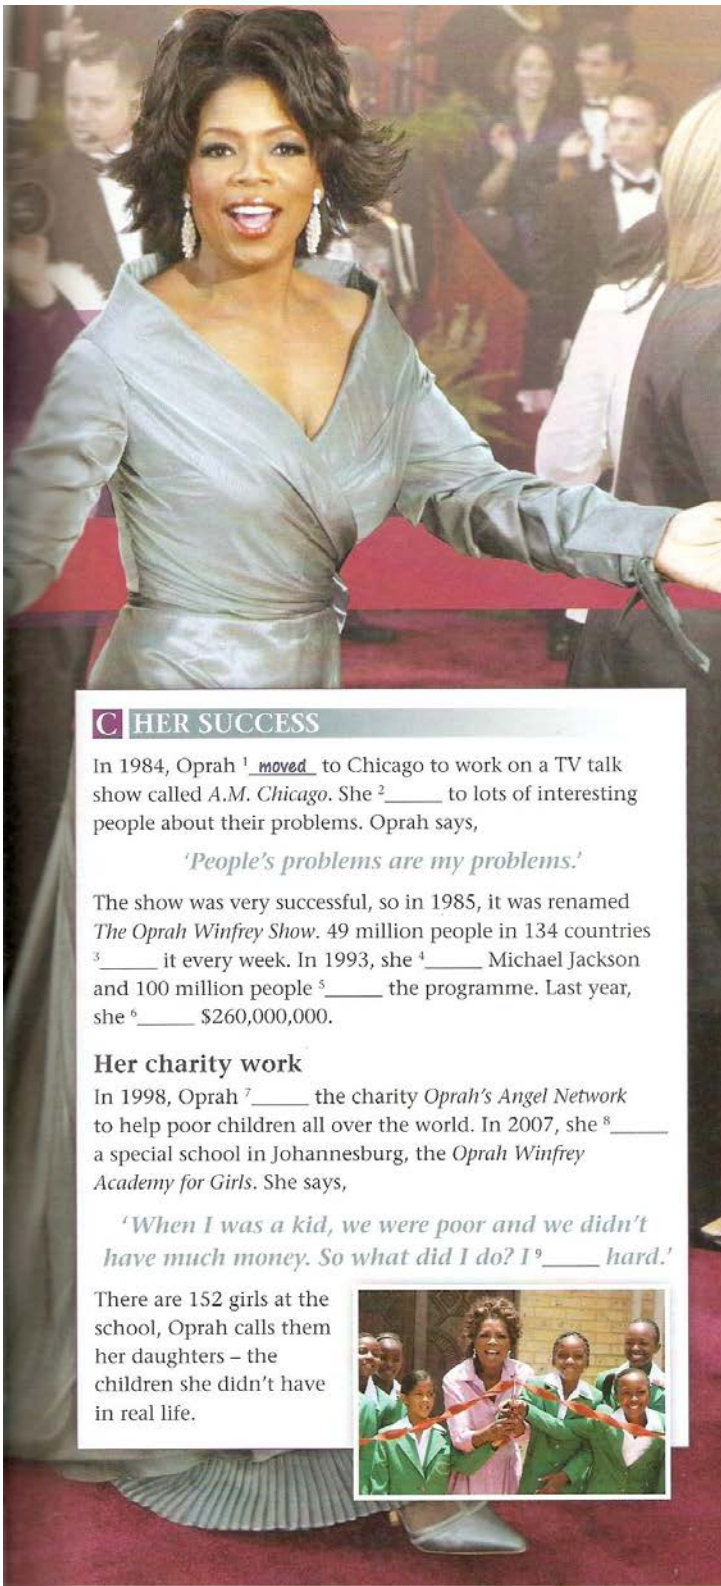 C HER SUCCESS
In 1984, Oprah ¹ moved to Chicago to work on a TV talk
show called A.M. Chicago. She ²_____ to lots of interesting
people about their problems. Oprah says,
‘People’s problems are my problems.’
The show was very successful, so in 1985, it was renamed
The Oprah Winfrey Show. 49 million people in 134 countries
³_____ it every week. In 1993, she ⁴_____ Michael Jackson
and 100 million people ⁵_____ the programme. Last year,
she ⁶_____ $260,000,000.
Her charity work
In 1998, Oprah ⁷_____ the charity Oprah’s Angel Network
to help poor children all over the world. In 2007, she ⁸_____
a special school in Johannesburg, the Oprah Winfrey
Academy for Girls. She says,
‘When I was a kid, we were poor and we didn’t
have much money. So what did I do? I ⁹_____ hard.’
There are 152 girls at the
school, Oprah calls them
her daughters – the
children she didn’t have
in real life.